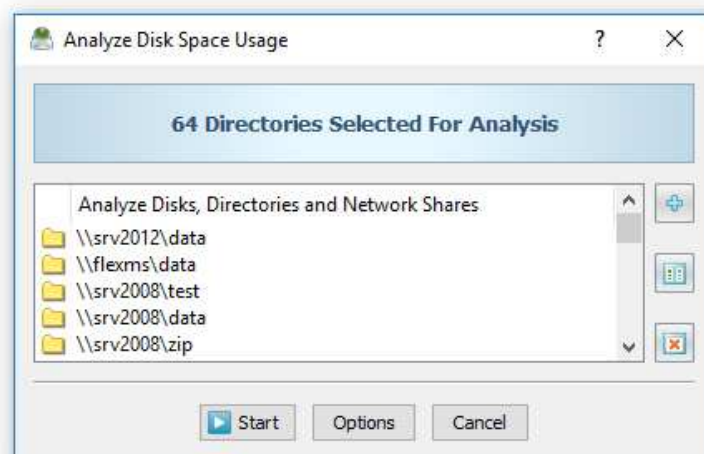 Analyze Disk Space Usage ?
64 Directories Selected For Analysis
Analyze Disks, Directories and Network Shares
\\srv2012\data
\\flexms\data
\\srv2008\test
\\srv2008\data
\\srv2008\zip
Start Options Cancel